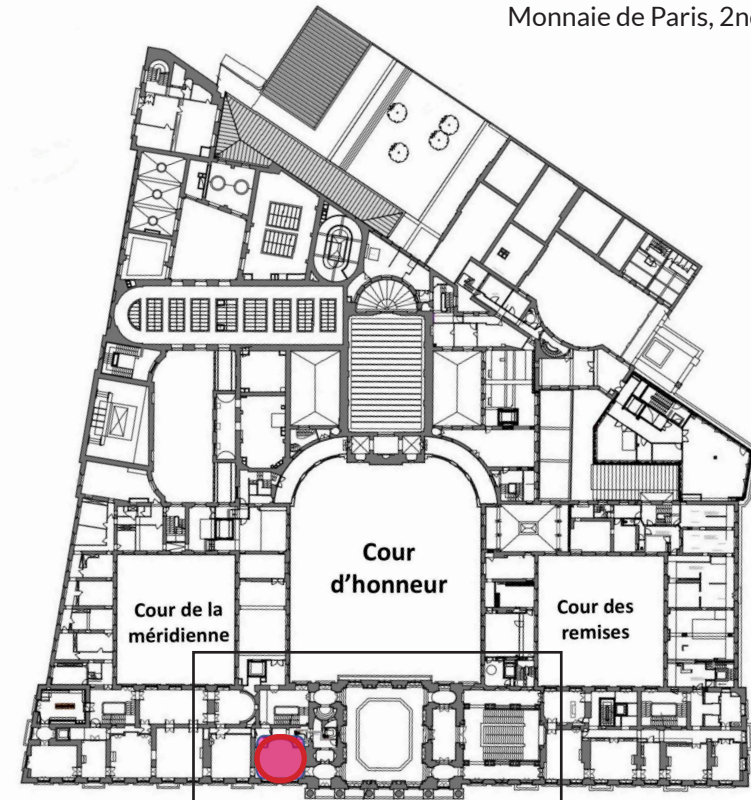 Monnaie de Paris, 2n
Cour
d’honneur
Cour de la
méridienne
Cour des
remises